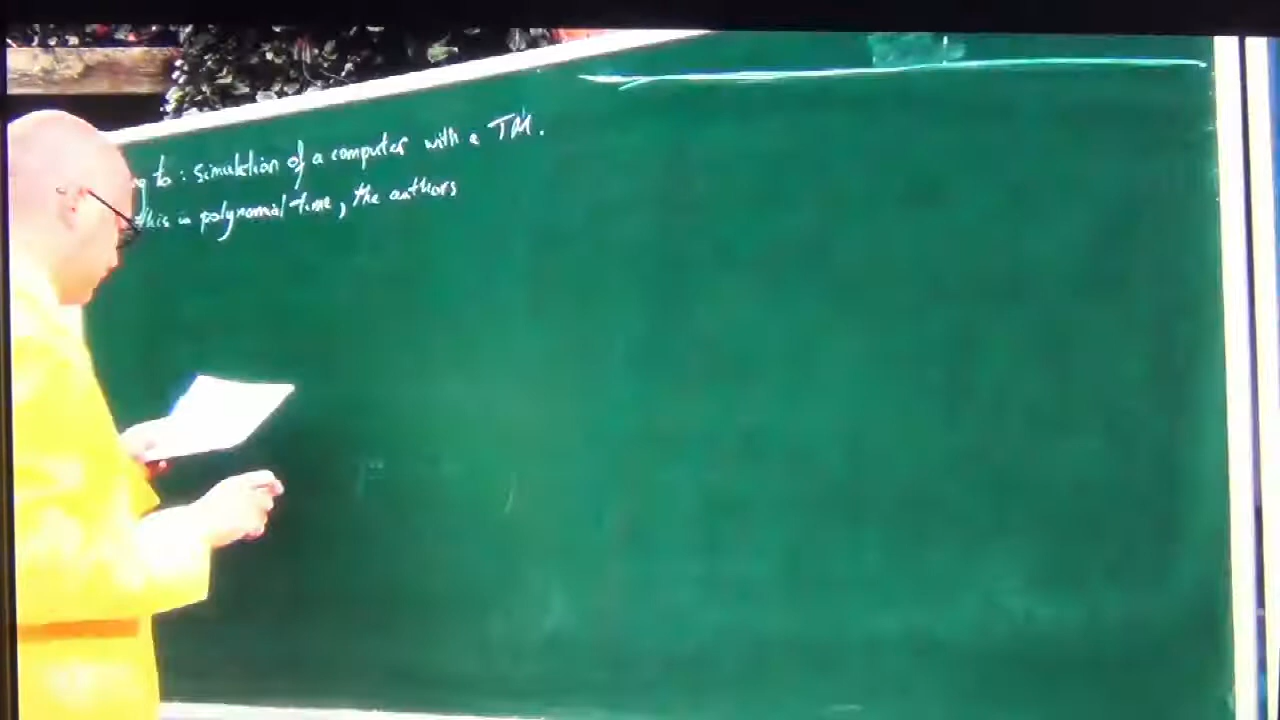 to: Simulation of a computer with a TM.
this in polynomial time, the authors